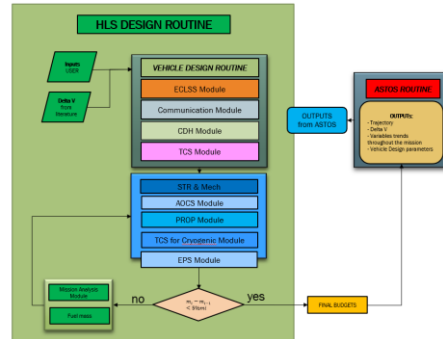 HLS DESIGN ROUTINE
Inputs
USER
Delta V
from
literature
VEHICLE DESIGN ROUTINE
ECLSS Module
Communication Module
CDH Module
TCS Module
STR & Mech
AOCS Module
PROP Module
TCS for Cryogenic Module
EPS Module
Mission Analysis
Module
Fuel mass
no
yes
FINAL BUDGETS
OUTPUTS
from ASTOS
ASTOS ROUTINE
OUTPUTs:
- Trajectory
- Delta V
- Variables trends
throughout the mission
- Vehicle Design parameters